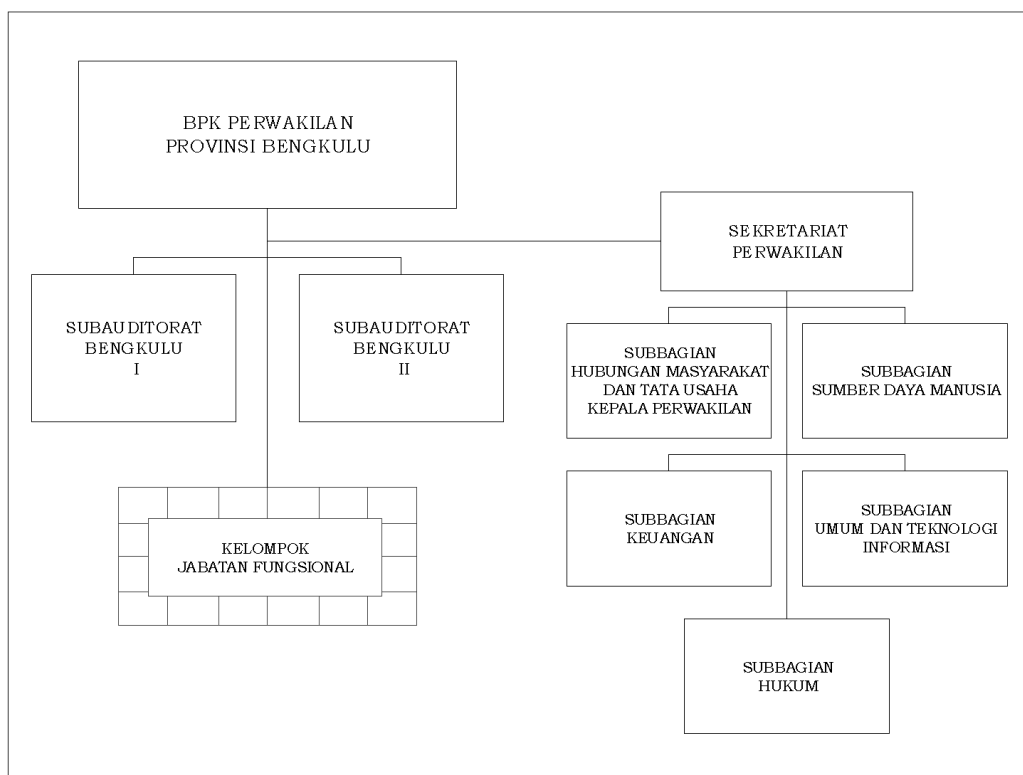 BPK PERWAKILAN
PROVINSI BENGKULU
SEKRETARIAT
PERWAKILAN
SUBAUDITORAT
BENGKULU
I
SUBAUDITORAT
BENGKULU
II
SUBBAGIAN
HUBUNGAN MASYARAKAT
DAN TATA USAHA
KEPALA PERWAKILAN
SUBBAGIAN
SUMBER DAYA MANUSIA
SUBBAGIAN
KEUANGAN
SUBBAGIAN
UMUM DAN TEKNOLOGI
INFORMASI
KELOMPOK
JABATAN FUNGSIONAL
SUBBAGIAN
HUKUM